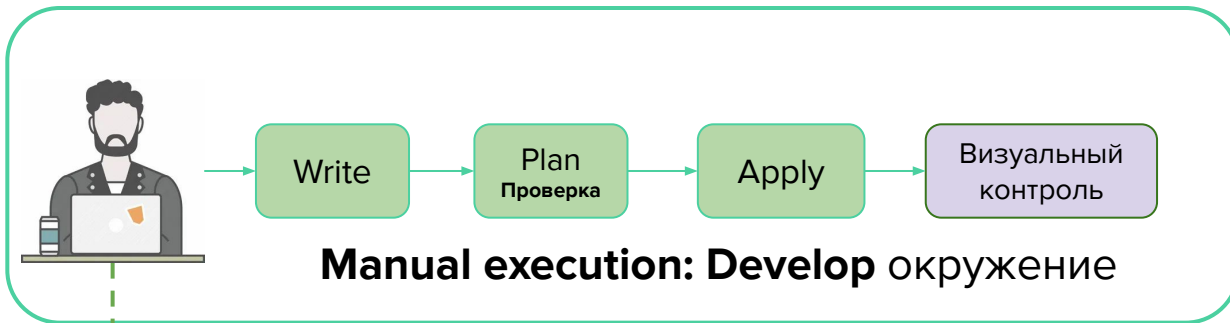 Write
Plan
Проверка
Apply
Визуальный
контроль
Manual execution: Develop окружение